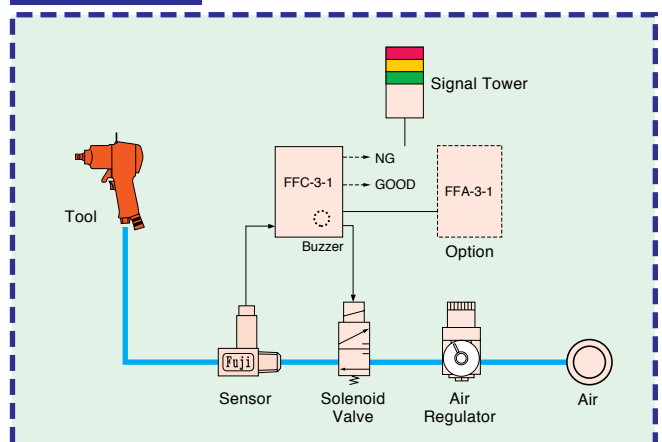 Signal Tower
NG
FFC-3-1
GOOD
FFA-3-1
Tool
Buzzer
Option
Fuji
Sensor
Solenoid
Valve
Air
Regulator
Air